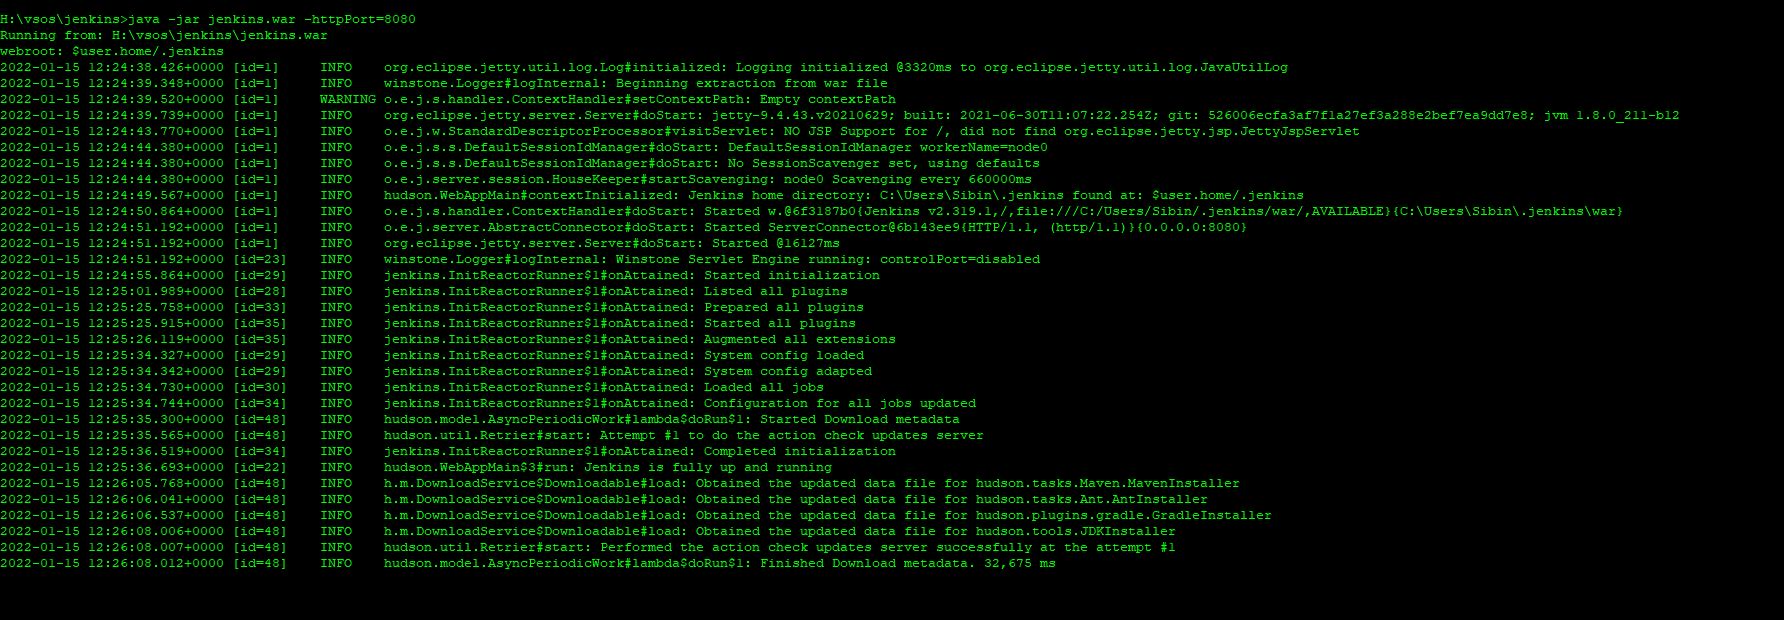 H:\vsos\jenkins>java -jar jenkins.war -httpPort=8080
Running from: H:\vsos\jenkins\jenkins.war
webroot: $user.home/.jenkins
2022-01-15 12:24:38.426+0000 [id=1] INFO org.eclipse.jetty.util.log.Log#initialized: Logging initialized @3320ms to org.eclipse.jetty.util.log.JavaUtilLog
2022-01-15 12:24:39.348+0000 [id=1] INFO winstone.Logger#logInternal: Beginning extraction from war file
2022-01-15 12:24:39.520+0000 [id=1] WARNING o.e.j.s.handler.ContextHandler#setContextPath: Empty contextPath
2022-01-15 12:24:39.739+0000 [id=1] INFO org.eclipse.jetty.server.Server#doStart: jetty-9.4.43.v20210629; built: 2021-06-30T11:07:22.254Z; git: 526006ecfa3af7f1a27ef3a288e2bef7ea9dd7e8; jvm 1.8.0_211-b12
2022-01-15 12:24:43.770+0000 [id=1] INFO o.e.j.w.StandardDescriptorProcessor#visitServlet: NO JSP Support for /, did not find org.eclipse.jetty.jsp.JettyJspServlet
2022-01-15 12:24:44.380+0000 [id=1] INFO o.e.j.s.s.DefaultSessionIdManager#doStart: DefaultSessionIdManager workerName=node0
2022-01-15 12:24:44.380+0000 [id=1] INFO o.e.j.s.s.DefaultSessionIdManager#doStart: No SessionScavenger set, using defaults
2022-01-15 12:24:44.380+0000 [id=1] INFO o.e.j.server.session.HouseKeeper#startScavenging: node0 Scavenging every 660000ms
2022-01-15 12:24:49.567+0000 [id=1] INFO hudson.WebAppMain#contextInitialized: Jenkins home directory: C:\Users\Sibin\.jenkins found at: $user.home/.jenkins
2022-01-15 12:24:50.864+0000 [id=1] INFO o.e.j.s.handler.ContextHandler#doStart: Started w.@6f3187b0{Jenkins v2.319.1,/,file:///C:/Users/Sibin/.jenkins/war/,AVAILABLE}{C:\Users\Sibin\.jenkins\war}
2022-01-15 12:24:51.192+0000 [id=1] INFO o.e.j.server.AbstractConnector#doStart: Started ServerConnector@6b143ee9{HTTP/1.1, (http/1.1)}{0.0.0.0:8080}
2022-01-15 12:24:51.192+0000 [id=1] INFO org.eclipse.jetty.server.Server#doStart: Started @16127ms
2022-01-15 12:24:51.192+0000 [id=23] INFO winstone.Logger#logInternal: Winstone Servlet Engine running: controlPort=disabled
2022-01-15 12:24:55.864+0000 [id=29] INFO jenkins.InitReactorRunner$1#onAttained: Started initialization
2022-01-15 12:25:01.989+0000 [id=28] INFO jenkins.InitReactorRunner$1#onAttained: Listed all plugins
2022-01-15 12:25:25.758+0000 [id=33] INFO jenkins.InitReactorRunner$1#onAttained: Prepared all plugins
2022-01-15 12:25:25.915+0000 [id=35] INFO jenkins.InitReactorRunner$1#onAttained: Started all plugins
2022-01-15 12:25:26.119+0000 [id=35] INFO jenkins.InitReactorRunner$1#onAttained: Augmented all extensions
2022-01-15 12:25:34.327+0000 [id=29] INFO jenkins.InitReactorRunner$1#onAttained: System config loaded
2022-01-15 12:25:34.342+0000 [id=29] INFO jenkins.InitReactorRunner$1#onAttained: System config adapted
2022-01-15 12:25:34.730+0000 [id=30] INFO jenkins.InitReactorRunner$1#onAttained: Loaded all jobs
2022-01-15 12:25:34.744+0000 [id=34] INFO jenkins.InitReactorRunner$1#onAttained: Configuration for all jobs updated
2022-01-15 12:25:35.300+0000 [id=48] INFO hudson.model.AsyncPeriodicWork#lambda$doRun$1: Started Download metadata
2022-01-15 12:25:35.565+0000 [id=48] INFO hudson.util.Retrier#start: Attempt #1 to do the action check updates server
2022-01-15 12:25:36.519+0000 [id=34] INFO jenkins.InitReactorRunner$1#onAttained: Completed initialization
2022-01-15 12:25:36.693+0000 [id=22] INFO hudson.WebAppMain$3#run: Jenkins is fully up and running
2022-01-15 12:26:05.768+0000 [id=48] INFO h.m.DownloadService$Downloadable#load: Obtained the updated data file for hudson.tasks.Maven.MavenInstaller
2022-01-15 12:26:06.041+0000 [id=48] INFO h.m.DownloadService$Downloadable#load: Obtained the updated data file for hudson.tasks.Ant.AntInstaller
2022-01-15 12:26:06.537+0000 [id=48] INFO h.m.DownloadService$Downloadable#load: Obtained the updated data file for hudson.plugins.gradle.GradleInstaller
2022-01-15 12:26:08.006+0000 [id=48] INFO h.m.DownloadService$Downloadable#load: Obtained the updated data file for hudson.tools.JDKInstaller
2022-01-15 12:26:08.007+0000 [id=48] INFO hudson.util.Retrier#start: Performed the action check updates server successfully at the attempt #1
2022-01-15 12:26:08.012+0000 [id=48] INFO hudson.model.AsyncPeriodicWork#lambda$doRun$1: Finished Download metadata. 32,675 ms